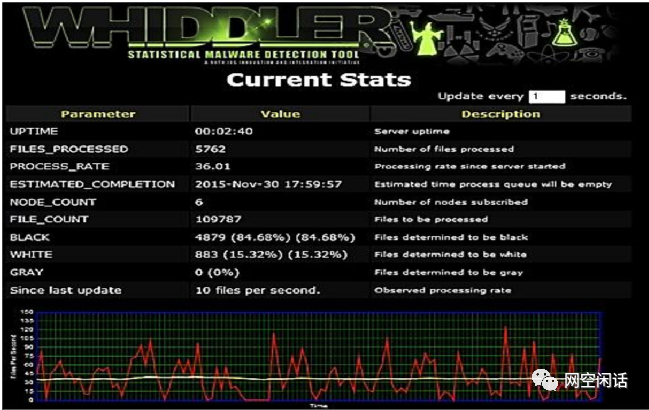 WHIDDLER
STATISTICAL MALWARE DETECTION TOOL
Current Stats
Update every 1 seconds.
Parameter Value Description
UPTIME 00:02:40 Server uptime
FILES_PROCESSED 5762 Number of files processed
PROCESS_RATE 36.01 Processing rate since server started
ESTIMATED_COMPLETION 2015-Nov-30 17:59:57 Estimated time process queue will be empty
NODE_COUNT 6 Number of nodes subscribed
FILE_COUNT 109787 Files to be processed
BLACK 4879 (84.68%) (84.68%) Files determined to be black
WHITE 883 (15.32%) (15.32%) Files determined to be white
GRAY 0 (0%) Files determined to be gray
Since last update 10 files per second. Observed processing rate
150
135
120
105
90
75
60
45
30
15
0
Files Per Second
Time
网空闲话